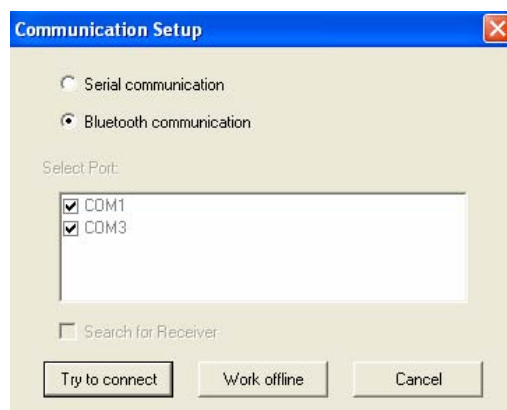 Communication Setup
Serial communication
Bluetooth communication
Select Port:
COM1
COM3
Search for Receiver
Try to connect Work offline Cancel